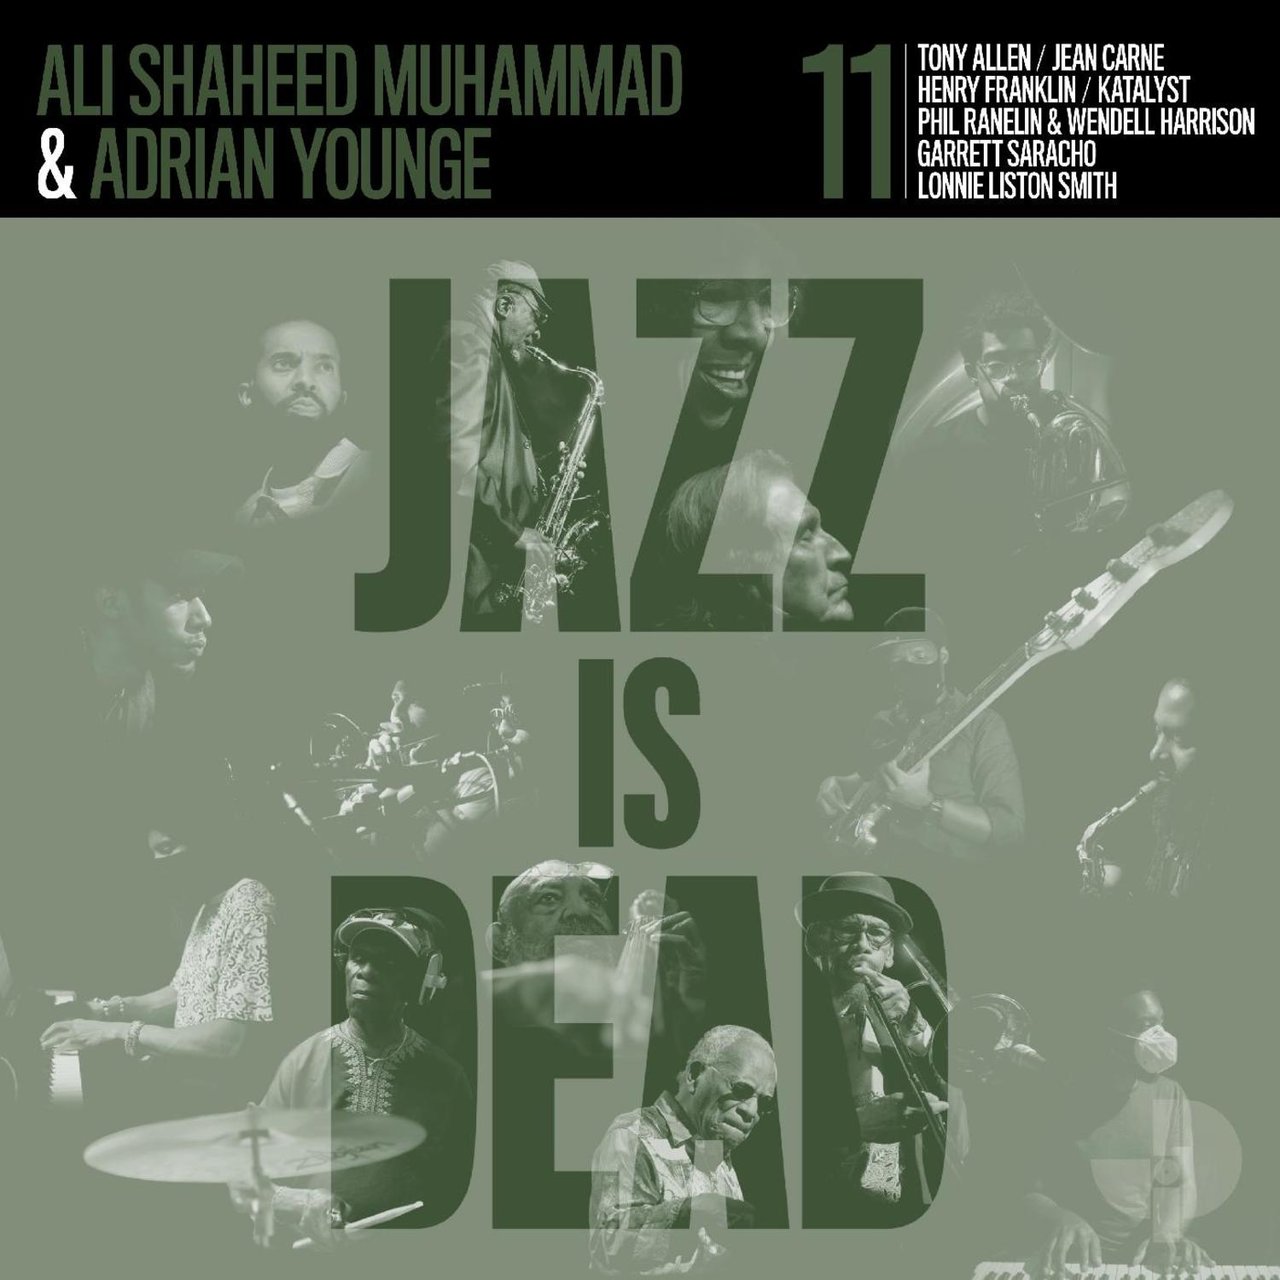 ALI SHAHEED MUHAMMAD
& ADRIAN YOUNGE
11
TONY ALLEN / JEAN CARNE
HENRY FRANKLIN / KATALYST
PHIL RANELIN & WENDELL HARRISON
GARRETT SARACHO
LONNIE LISTON SMITH
JAZZ
IS
DEAD